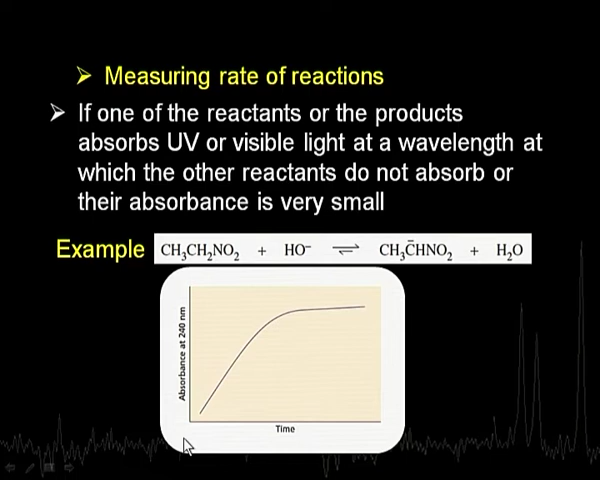 Measuring rate of reactions
If one of the reactants or the products
absorbs UV or visible light at a wavelength at
which the other reactants do not absorb or
their absorbance is very small
Example CH₃CH₂NO₂ + HO⁻ ⇌ CH₃C̄HNO₂ + H₂O
Absorbance at 240 nm
Time